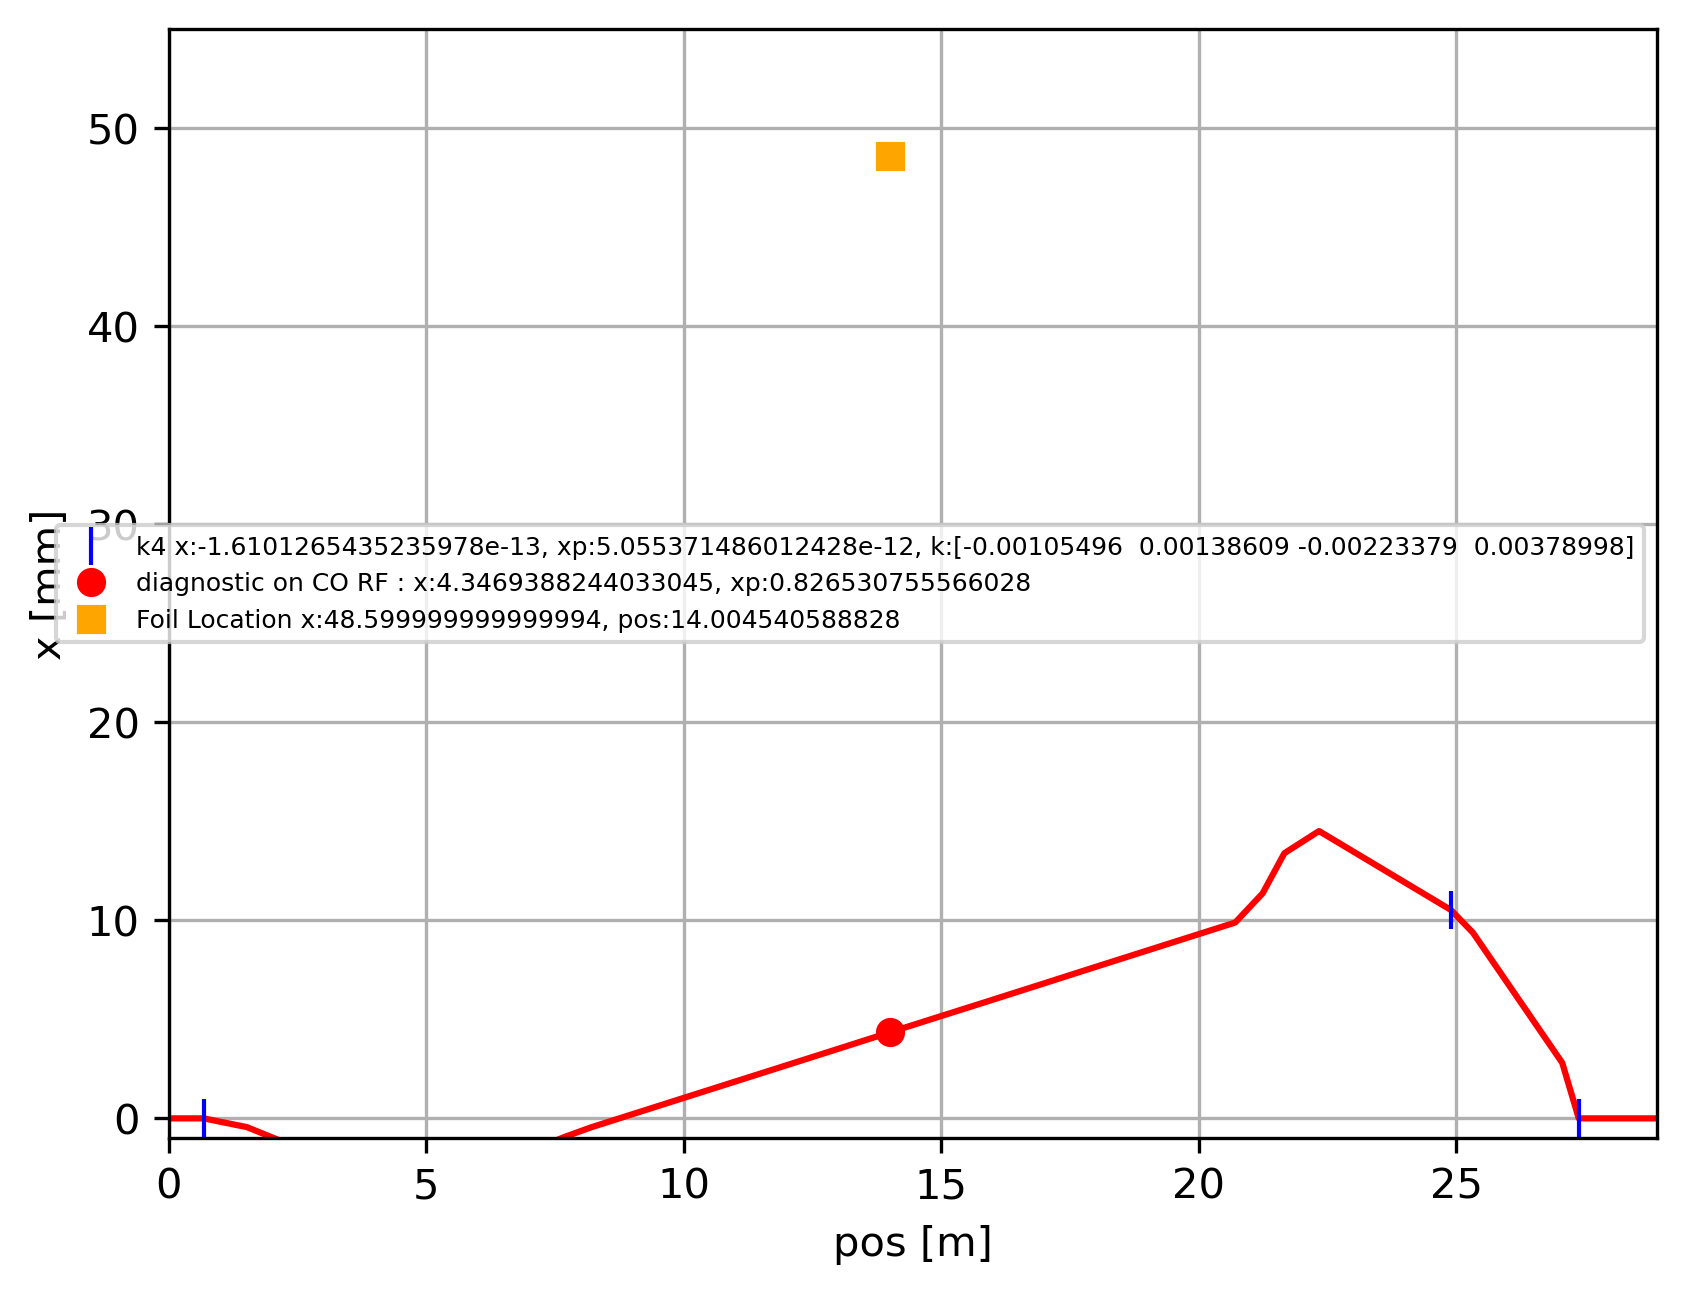 50
40
30
20
10
0
x [mm]
k4 x:-1.6101265435235978e-13, xp:5.055371486012428e-12, k:[-0.00105496  0.00138609 -0.00223379  0.00378998]
diagnostic on CO RF : x:4.3469388244033045, xp:0.826530755566028
Foil Location x:48.599999999999994, pos:14.004540588828
0 5 10 15 20 25
pos [m]